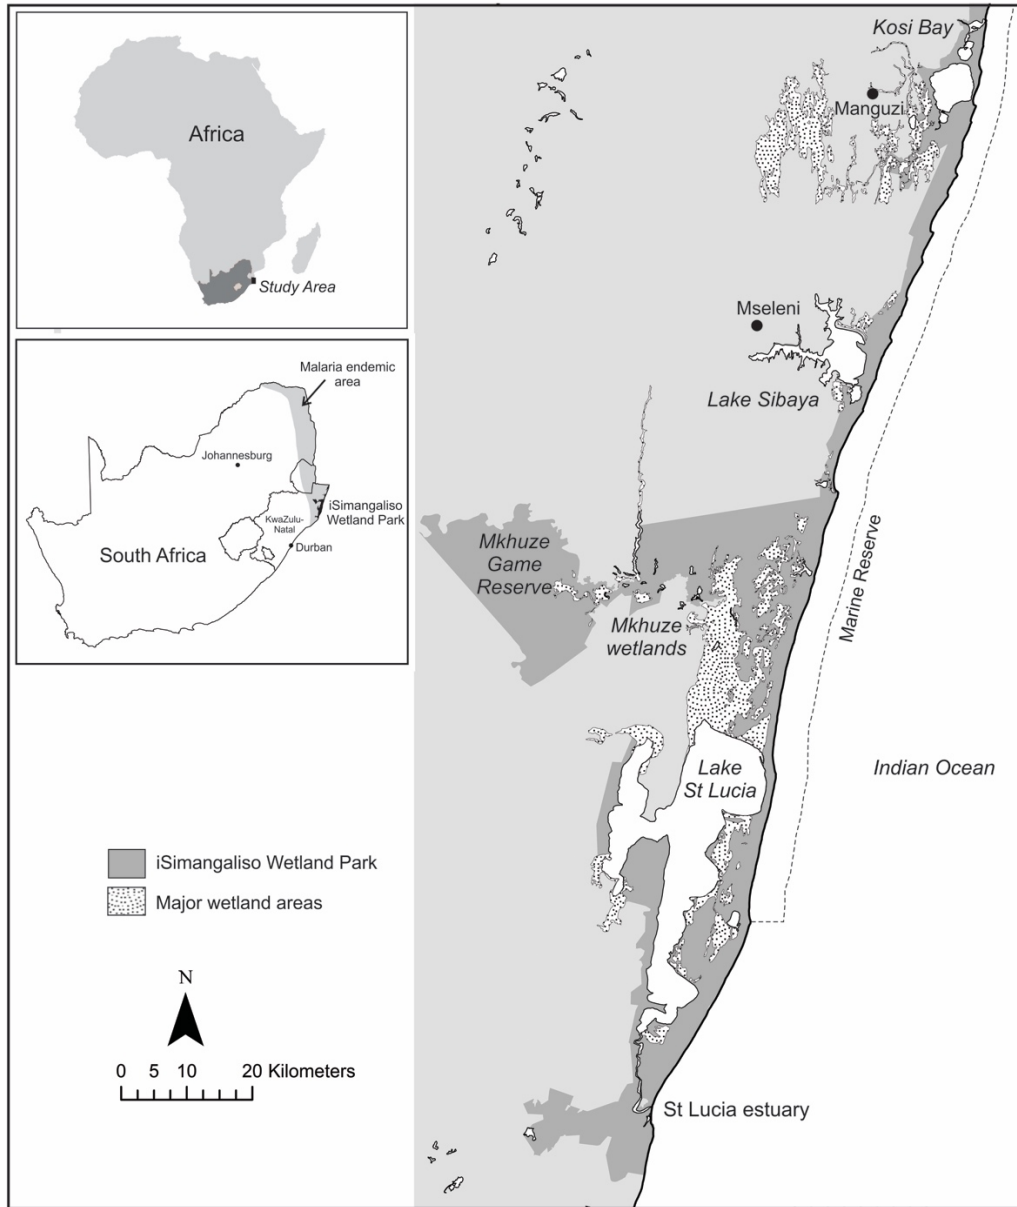 Africa
Study Area
Malaria endemic
area
Johannesburg
iSimangaliso
Wetland Park
KwaZulu-
Natal
Durban
South Africa
iSimangaliso Wetland Park
Major wetland areas
N
0 5 10 20 Kilometers
Kosi Bay
Manguzi
Mseleni
Lake Sibaya
Mkhuze
Game
Reserve
Mkhuze
wetlands
Marine Reserve
Lake
St Lucia
Indian Ocean
St Lucia estuary